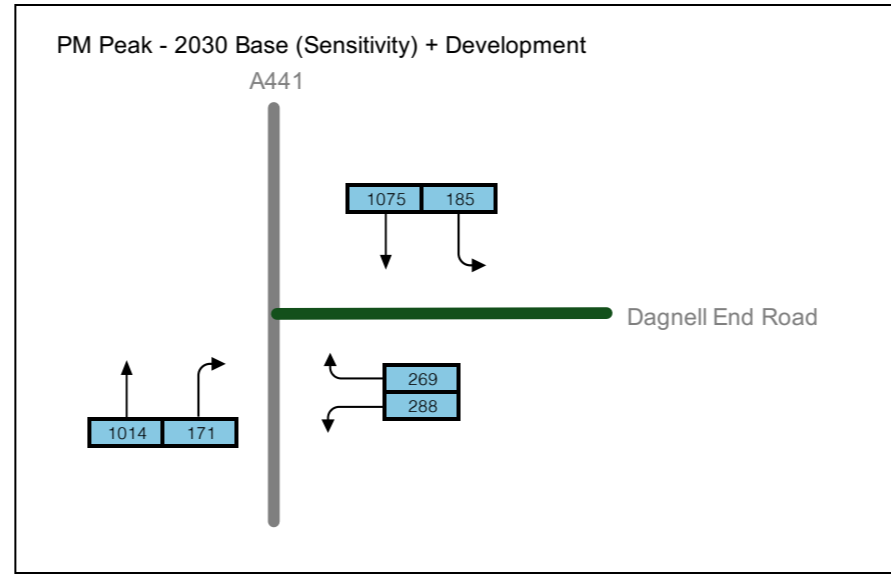 PM Peak - 2030 Base (Sensitivity) + Development
A441
1075 185
Dagnell End Road
269
288
1014 171